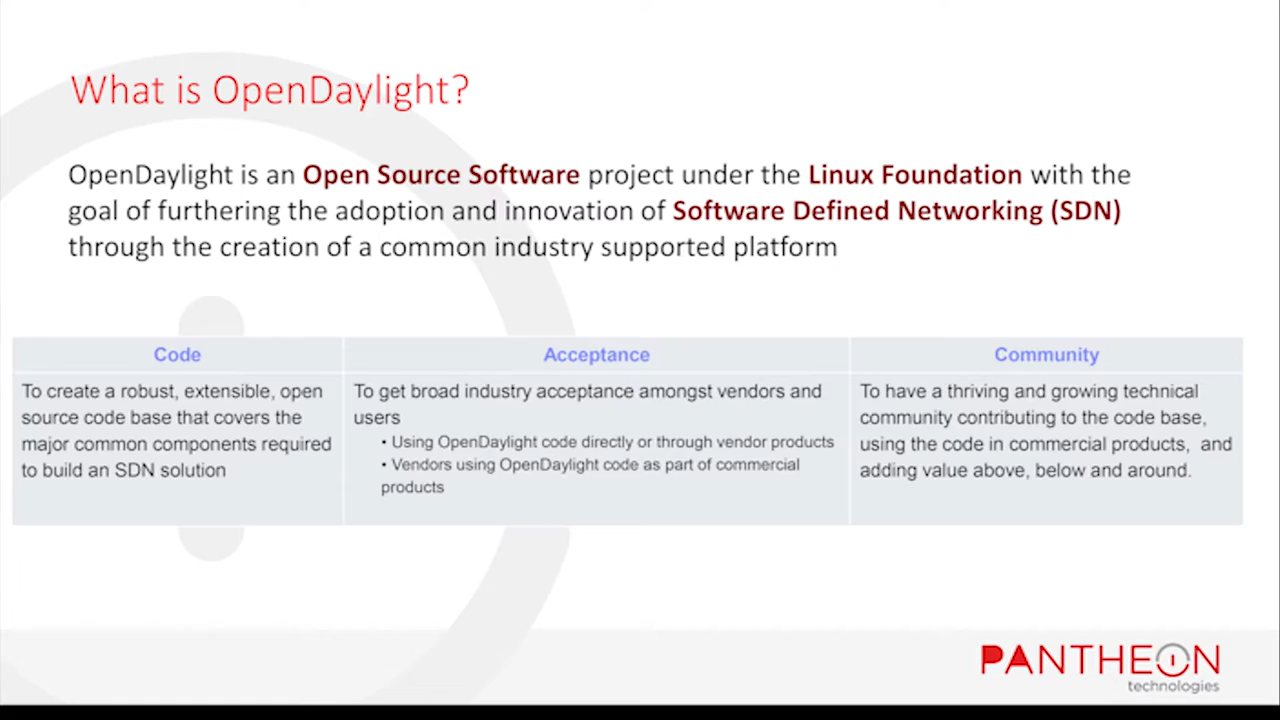 What is OpenDaylight?
OpenDaylight is an Open Source Software project under the Linux Foundation with the
goal of furthering the adoption and innovation of Software Defined Networking (SDN)
through the creation of a common industry supported platform
Code
To create a robust, extensible, open
source code base that covers the
major common components required
to build an SDN solution
Acceptance
To get broad industry acceptance amongst vendors and
users
• Using OpenDaylight code directly or through vendor products
• Vendors using OpenDaylight code as part of commercial
products
Community
To have a thriving and growing technical
community contributing to the code base,
using the code in commercial products, and
adding value above, below and around.
PANTHEON
technologies